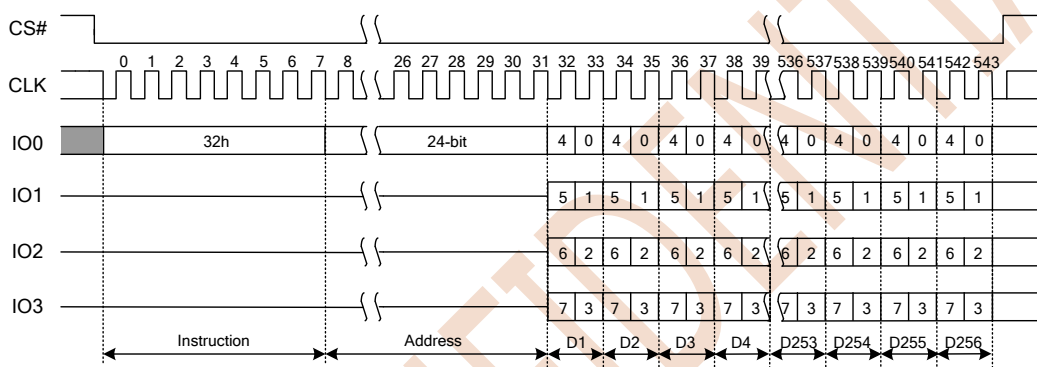 CS#
0 1 2 3 4 5 6 7 8 26 27 28 29 30 31 32 33 34 35 36 37 38 39 536 537 538 539 540 541 542 543
CLK
IO0 32h 24-bit 4 0 4 0 4 0 4 0 4 0 4 0 4 0 4 0
IO1 5 1 5 1 5 1 5 1 5 1 5 1 5 1 5 1
IO2 6 2 6 2 6 2 6 2 6 2 6 2 6 2 6 2
IO3 7 3 7 3 7 3 7 3 7 3 7 3 7 3 7 3
Instruction Address D1 D2 D3 D4 D253 D254 D255 D256